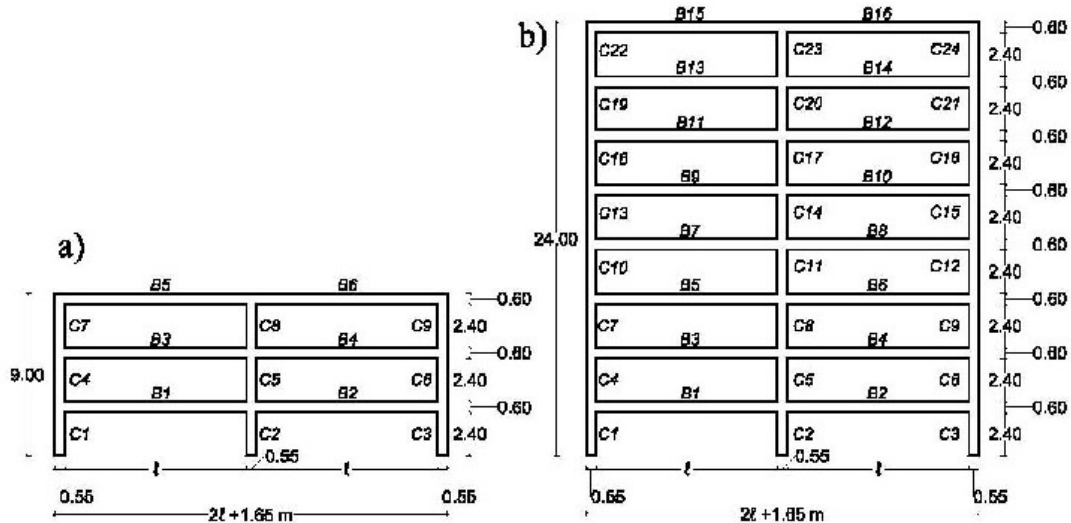 B15 B16
b)
0.60
C22 C23 C24 2.40
B13 B14
0.60
C19 C20 C21 2.40
B11 B12
0.60
C16 C17 C18 2.40
B9 B10
0.60
C13 C14 C15 2.40
B7 B8
24.00
0.60
a)
C10 C11 C12 2.40
B5 B6 B5 B6
0.60 0.60
C7 C8 C9 2.40 C7 C8 C9 2.40
B3 B4 B3 B4
9.00 0.60 0.60
C4 C5 C6 2.40 C4 C5 C6 2.40
B1 B2 B1 B2
0.60 0.60
C1 C2 C3 2.40 C1 C2 C3 2.40
ℓ 0.55 ℓ ℓ 0.55 ℓ
0.55 0.55 0.55 0.55
2ℓ +1.65 m 2ℓ +1.65 m